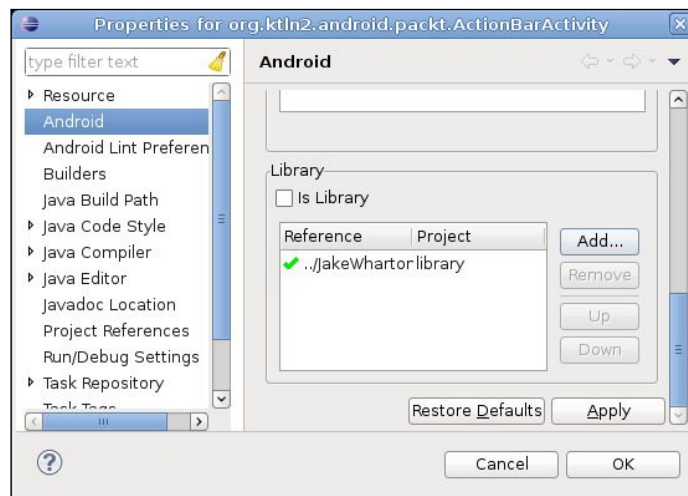 Properties for org.ktln2.android.packt.ActionBarActivity
type filter text
Resource
Android
Android Lint Preferen
Builders
Java Build Path
Java Code Style
Java Compiler
Java Editor
Javadoc Location
Project References
Run/Debug Settings
Task Repository
Task Tags
Android
Library
Is Library
Reference Project
../JakeWhartor library
Add...
Remove
Up
Down
Restore Defaults
Apply
?
Cancel
OK